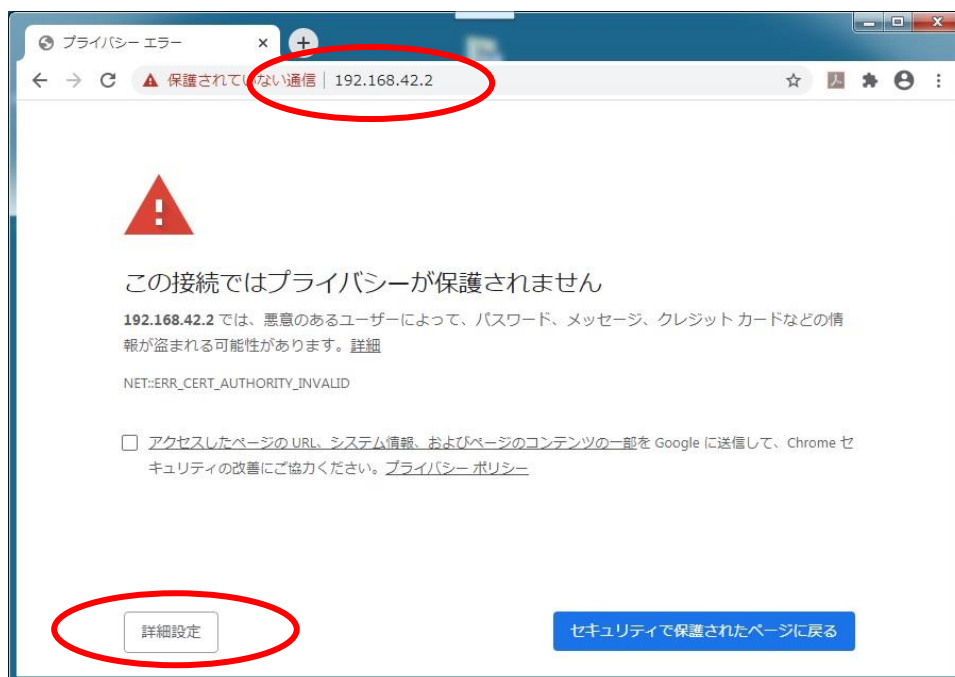 プライバシー エラー
保護されていない通信 | 192.168.42.2
この接続ではプライバシーが保護されません
192.168.42.2 では、悪意のあるユーザーによって、パスワード、メッセージ、クレジット カードなどの情
報が盗まれる可能性があります。詳細
NET::ERR_CERT_AUTHORITY_INVALID
アクセスしたページの URL、システム情報、およびページのコンテンツの一部を Google に送信して、Chrome セ
キュリティの改善にご協力ください。プライバシー ポリシー
詳細設定
セキュリティで保護されたページに戻る